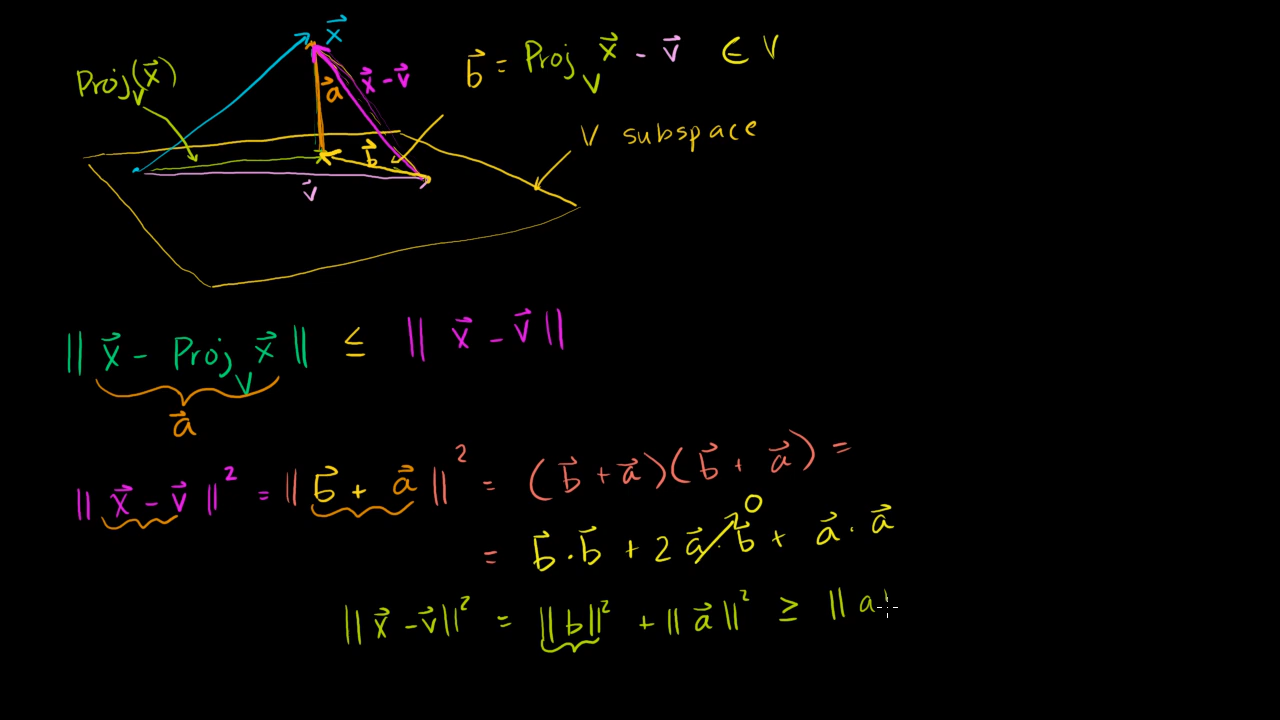 x⃗
b⃗ = Proj_V x⃗ - v⃗ ∈ V
Proj_V(x⃗)
a⃗
x⃗ - v⃗
b⃗
v⃗
V subspace
|| x⃗ - Proj_V x⃗ || ≤ || x⃗ - v⃗ ||
a⃗
|| x⃗ - v⃗ ||² = || b⃗ + a⃗ ||² = (b⃗ + a⃗)(b⃗ + a⃗) =
0
= b⃗ · b⃗ + 2 a⃗ · b⃗ + a⃗ · a⃗
|| x⃗ - v⃗ ||² = || b ||² + || a⃗ ||² ≥ || a